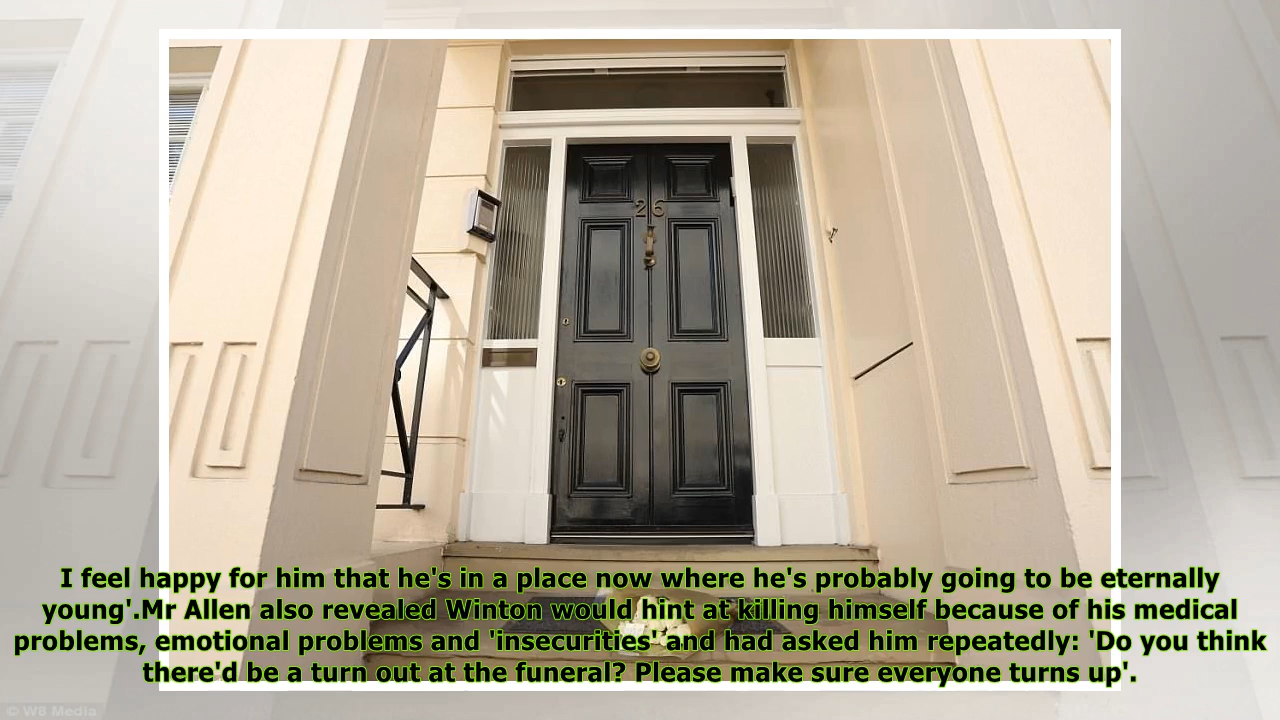 26
I feel happy for him that he's in a place now where he's probably going to be eternally
young'.Mr Allen also revealed Winton would hint at killing himself because of his medical
problems, emotional problems and 'insecurities' and had asked him repeatedly: 'Do you think
there'd be a turn out at the funeral? Please make sure everyone turns up'.
© W8 Media